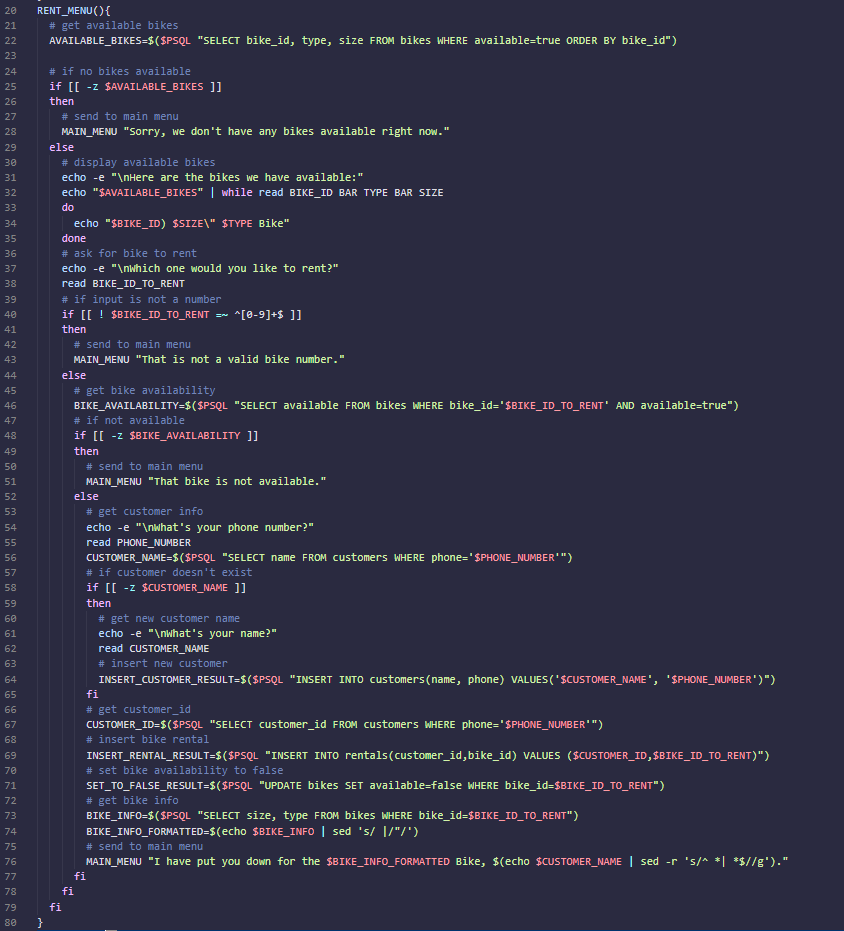 20 RENT_MENU(){
21   # get available bikes
22   AVAILABLE_BIKES=$($PSQL "SELECT bike_id, type, size FROM bikes WHERE available=true ORDER BY bike_id")
23
24   # if no bikes available
25   if [[ -z $AVAILABLE_BIKES ]]
26   then
27     # send to main menu
28     MAIN_MENU "Sorry, we don't have any bikes available right now."
29   else
30     # display available bikes
31     echo -e "\nHere are the bikes we have available:"
32     echo "$AVAILABLE_BIKES" | while read BIKE_ID BAR TYPE BAR SIZE
33     do
34       echo "$BIKE_ID) $SIZE\" $TYPE Bike"
35     done
36     # ask for bike to rent
37     echo -e "\nWhich one would you like to rent?"
38     read BIKE_ID_TO_RENT
39     # if input is not a number
40     if [[ ! $BIKE_ID_TO_RENT =~ ^[0-9]+$ ]]
41     then
42       # send to main menu
43       MAIN_MENU "That is not a valid bike number."
44     else
45       # get bike availability
46       BIKE_AVAILABILITY=$($PSQL "SELECT available FROM bikes WHERE bike_id='$BIKE_ID_TO_RENT' AND available=true")
47       # if not available
48       if [[ -z $BIKE_AVAILABILITY ]]
49       then
50         # send to main menu
51         MAIN_MENU "That bike is not available."
52       else
53         # get customer info
54         echo -e "\nWhat's your phone number?"
55         read PHONE_NUMBER
56         CUSTOMER_NAME=$($PSQL "SELECT name FROM customers WHERE phone='$PHONE_NUMBER'")
57         # if customer doesn't exist
58         if [[ -z $CUSTOMER_NAME ]]
59         then
60           # get new customer name
61           echo -e "\nWhat's your name?"
62           read CUSTOMER_NAME
63           # insert new customer
64           INSERT_CUSTOMER_RESULT=$($PSQL "INSERT INTO customers(name, phone) VALUES('$CUSTOMER_NAME', '$PHONE_NUMBER')")
65         fi
66         # get customer_id
67         CUSTOMER_ID=$($PSQL "SELECT customer_id FROM customers WHERE phone='$PHONE_NUMBER'")
68         # insert bike rental
69         INSERT_RENTAL_RESULT=$($PSQL "INSERT INTO rentals(customer_id,bike_id) VALUES ($CUSTOMER_ID,$BIKE_ID_TO_RENT)")
70         # set bike availability to false
71         SET_TO_FALSE_RESULT=$($PSQL "UPDATE bikes SET available=false WHERE bike_id=$BIKE_ID_TO_RENT")
72         # get bike info
73         BIKE_INFO=$($PSQL "SELECT size, type FROM bikes WHERE bike_id=$BIKE_ID_TO_RENT")
74         BIKE_INFO_FORMATTED=$(echo $BIKE_INFO | sed 's/ |/"/')
75         # send to main menu
76         MAIN_MENU "I have put you down for the $BIKE_INFO_FORMATTED Bike, $(echo $CUSTOMER_NAME | sed -r 's/^ *| *$//g')."
77       fi
78     fi
79   fi
80 }